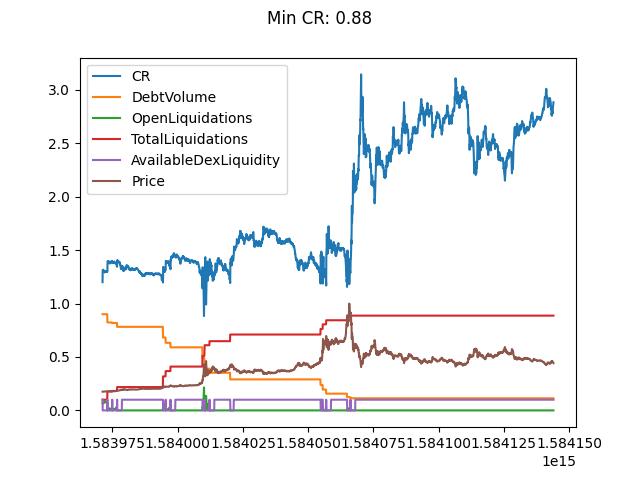 Min CR: 0.88
CR
DebtVolume
OpenLiquidations
TotalLiquidations
AvailableDexLiquidity
Price
3.0
2.5
2.0
1.5
1.0
0.5
0.0
1.583975 1.584000 1.584025 1.584050 1.584075 1.584100 1.584125 1.584150
1e15